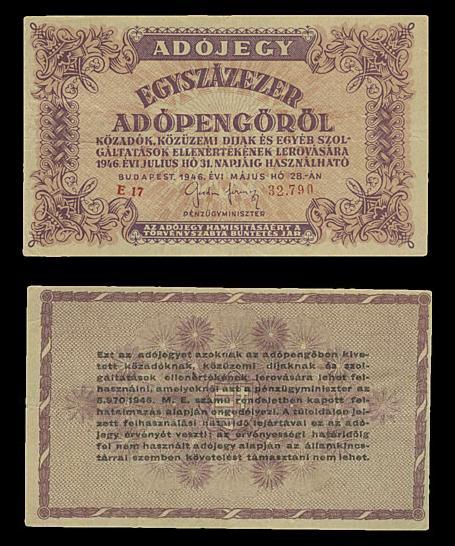 ADÓJEGY
EGYSZÁZEZER
ADÓPENGŐRŐL
KÖZADÓK, KÖZÜZEMI DIJAK ÉS EGYÉB SZOL-
GÁLTATÁSOK ELLENÉRTÉKÉNEK LEROVÁSÁRA
1946. ÉVI JULIUS HÓ 31. NAPJÁIG HASZNÁLHATÓ
BUDAPEST, 1946. ÉVI MÁJUS HÓ 28.-ÁN
E 17 32.790
PÉNZÜGYMINISZTER
AZ ADÓJEGY HAMISITÁSÁÉRT A
TÖRVÉNYSZABTA BÜNTETÉS JÁR.
Ezt az adójegyet azoknak az adópengőben kive-
tett közadóknak, közüzemi dijaknak és szol-
gáltatások ellenértékének lerovására lehet fel-
használni, amelyeknél azt a pénzügyminiszter az
5.970/1946. M. E. számu rendeletben kapott fel-
hatalmazás alapján engedélyezi. A túloldalon jel-
zett felhasználási határidő lejártával ez az adó-
jegy érvényét veszti; az érvényességi határidőig
fel nem használt adójegy alapján az államkincs-
tárral szemben követelést támasztani nem lehet.